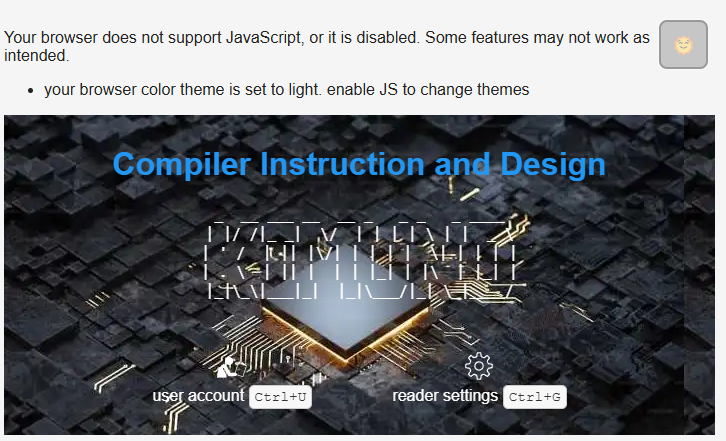 Your browser does not support JavaScript, or it is disabled. Some features may not work as
intended.
your browser color theme is set to light. enable JS to change themes
Compiler Instruction and Design
user account Ctrl+U
reader settings Ctrl+G